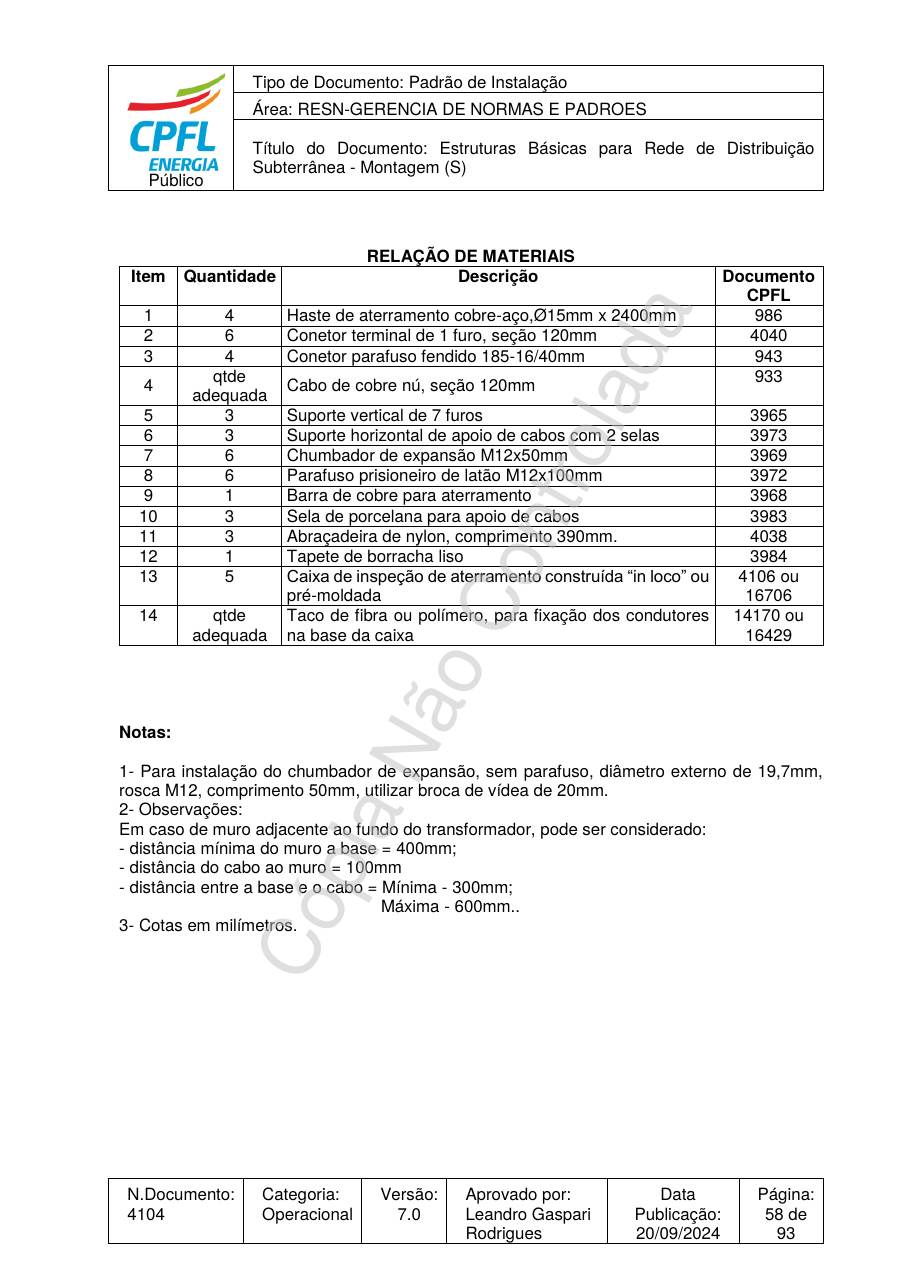 CPFL
ENERGIA
Público
Tipo de Documento: Padrão de Instalação
Área: RESN-GERENCIA DE NORMAS E PADROES
Título do Documento: Estruturas Básicas para Rede de Distribuição
Subterrânea - Montagem (S)
RELAÇÃO DE MATERIAIS
Item Quantidade Descrição Documento
CPFL
1 4 Haste de aterramento cobre-aço,Ø15mm x 2400mm 986
2 6 Conetor terminal de 1 furo, seção 120mm 4040
3 4 Conetor parafuso fendido 185-16/40mm 943
4 qtde
adequada Cabo de cobre nú, seção 120mm 933
5 3 Suporte vertical de 7 furos 3965
6 3 Suporte horizontal de apoio de cabos com 2 selas 3973
7 6 Chumbador de expansão M12x50mm 3969
8 6 Parafuso prisioneiro de latão M12x100mm 3972
9 1 Barra de cobre para aterramento 3968
10 3 Sela de porcelana para apoio de cabos 3983
11 3 Abraçadeira de nylon, comprimento 390mm. 4038
12 1 Tapete de borracha liso 3984
13 5 Caixa de inspeção de aterramento construída “in loco” ou 4106 ou
pré-moldada 16706
14 qtde Taco de fibra ou polímero, para fixação dos condutores 14170 ou
adequada na base da caixa 16429
Notas:
1- Para instalação do chumbador de expansão, sem parafuso, diâmetro externo de 19,7mm,
rosca M12, comprimento 50mm, utilizar broca de vídea de 20mm.
2- Observações:
Em caso de muro adjacente ao fundo do transformador, pode ser considerado:
- distância mínima do muro a base = 400mm;
- distância do cabo ao muro = 100mm
- distância entre a base e o cabo = Mínima - 300mm;
Máxima - 600mm..
3- Cotas em milímetros.
Cópia Não Controlada
N.Documento: Categoria: Versão: Aprovado por: Data Página:
4104 Operacional 7.0 Leandro Gaspari Publicação: 58 de
Rodrigues 20/09/2024 93